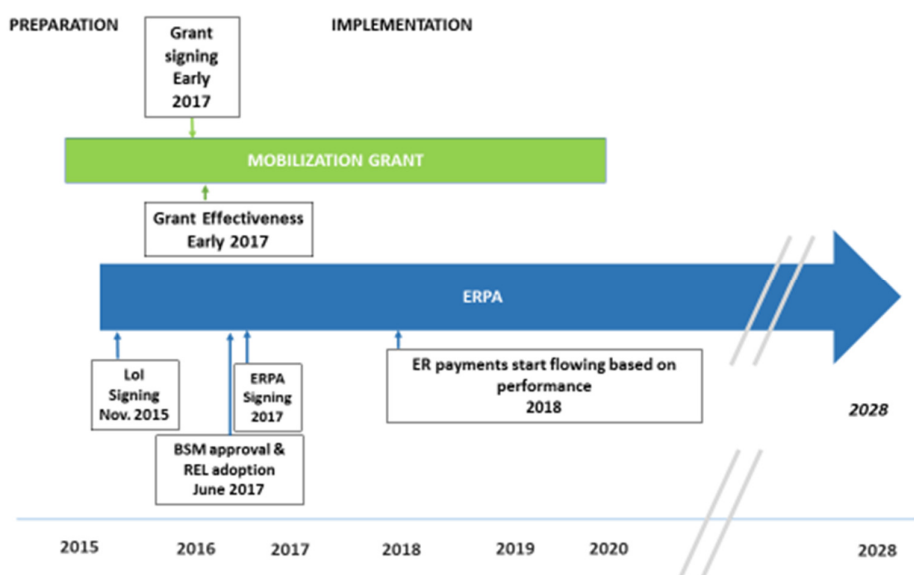 PREPARATION
IMPLEMENTATION
Grant
signing
Early
2017
MOBILIZATION GRANT
Grant Effectiveness
Early 2017
ERPA
LoI
Signing
Nov. 2015
ERPA
Signing
2017
BSM approval &
REL adoption
June 2017
ER payments start flowing based on
performance
2018
2028
2015
2016
2017
2018
2019
2020
2028